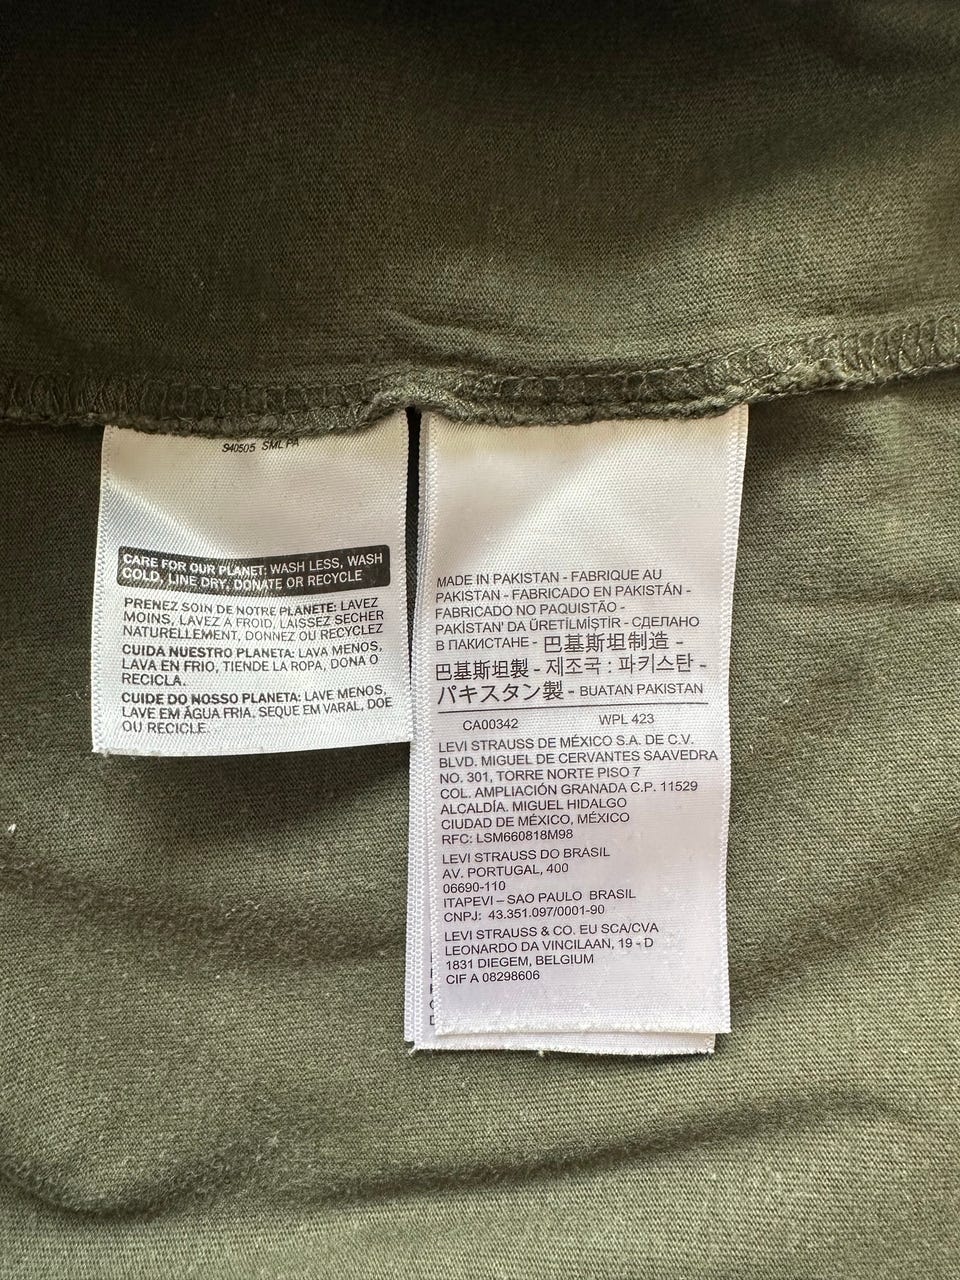 940505 SML PA
CARE FOR OUR PLANET: WASH LESS, WASH
COLD, LINE DRY, DONATE OR RECYCLE
PRENEZ SOIN DE NOTRE PLANÈTE: LAVEZ
MOINS, LAVEZ À FROID, LAISSEZ SÉCHER
NATURELLEMENT, DONNEZ OU RECYCLEZ
CUIDA NUESTRO PLANETA: LAVA MENOS,
LAVA EN FRIO, TIENDE LA ROPA, DONA O
RECICLA.
CUIDE DO NOSSO PLANETA: LAVE MENOS,
LAVE EM ÁGUA FRIA, SEQUE EM VARAL, DOE
OU RECICLE.
MADE IN PAKISTAN - FABRIQUE AU
PAKISTAN - FABRICADO EN PAKISTÁN -
FABRICADO NO PAQUISTÃO -
PAKİSTAN' DA ÜRETİLMİŞTİR - СДЕЛАНО
В ПАКИСТАНЕ - 巴基斯坦制造 -
巴基斯坦製 - 제조국 : 파키스탄 -
パキスタン製 - BUATAN PAKISTAN
CA00342 WPL 423
LEVI STRAUSS DE MÉXICO S.A. DE C.V.
BLVD. MIGUEL DE CERVANTES SAAVEDRA
NO. 301, TORRE NORTE PISO 7
COL. AMPLIACIÓN GRANADA C.P. 11529
ALCALDÍA. MIGUEL HIDALGO
CIUDAD DE MÉXICO, MÉXICO
RFC: LSM660818M98
LEVI STRAUSS DO BRASIL
AV. PORTUGAL, 400
06690-110
ITAPEVI – SAO PAULO BRASIL
CNPJ: 43.351.097/0001-90
LEVI STRAUSS & CO. EU SCA/CVA
LEONARDO DA VINCILAAN, 19 - D
1831 DIEGEM, BELGIUM
CIF A 08298606